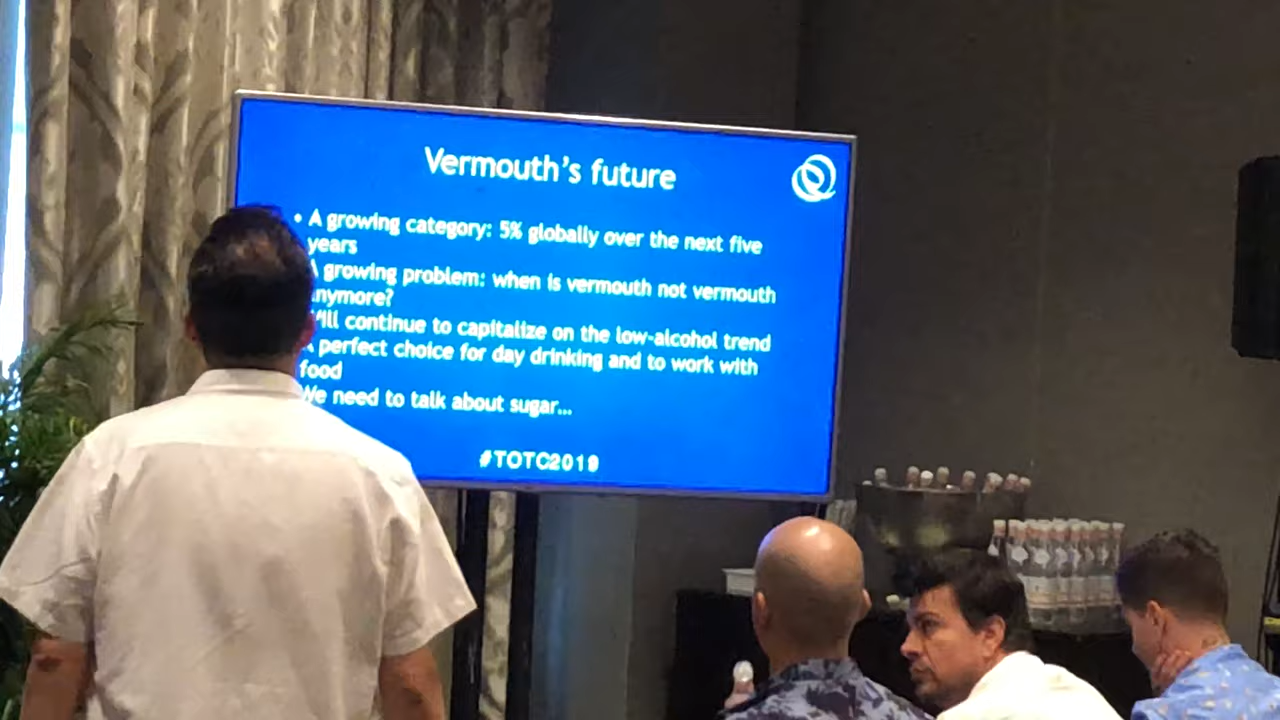 Vermouth's future
• A growing category: 5% globally over the next five
years
A growing problem: when is vermouth not vermouth
nymore?
Will continue to capitalize on the low-alcohol trend
A perfect choice for day drinking and to work with
food
We need to talk about sugar...
#TOTC2019